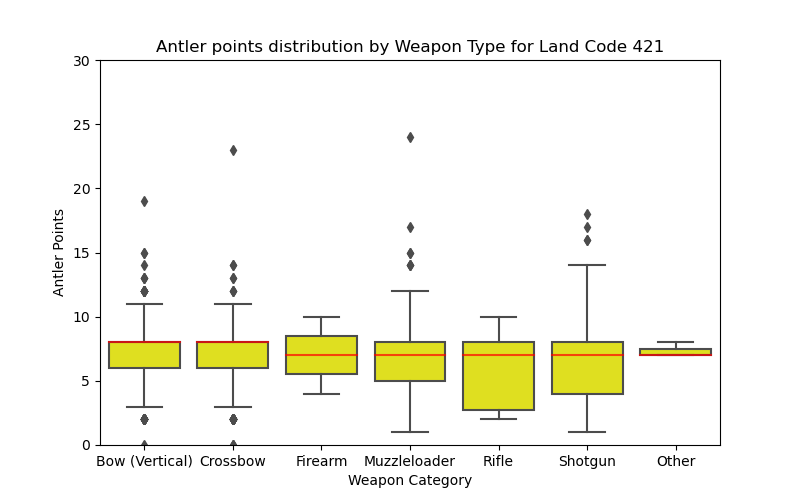 Antler points distribution by Weapon Type for Land Code 421
30
25
20
15
10
5
0
Antler Points
Bow (Vertical) Crossbow Firearm Muzzleloader Rifle Shotgun Other
Weapon Category